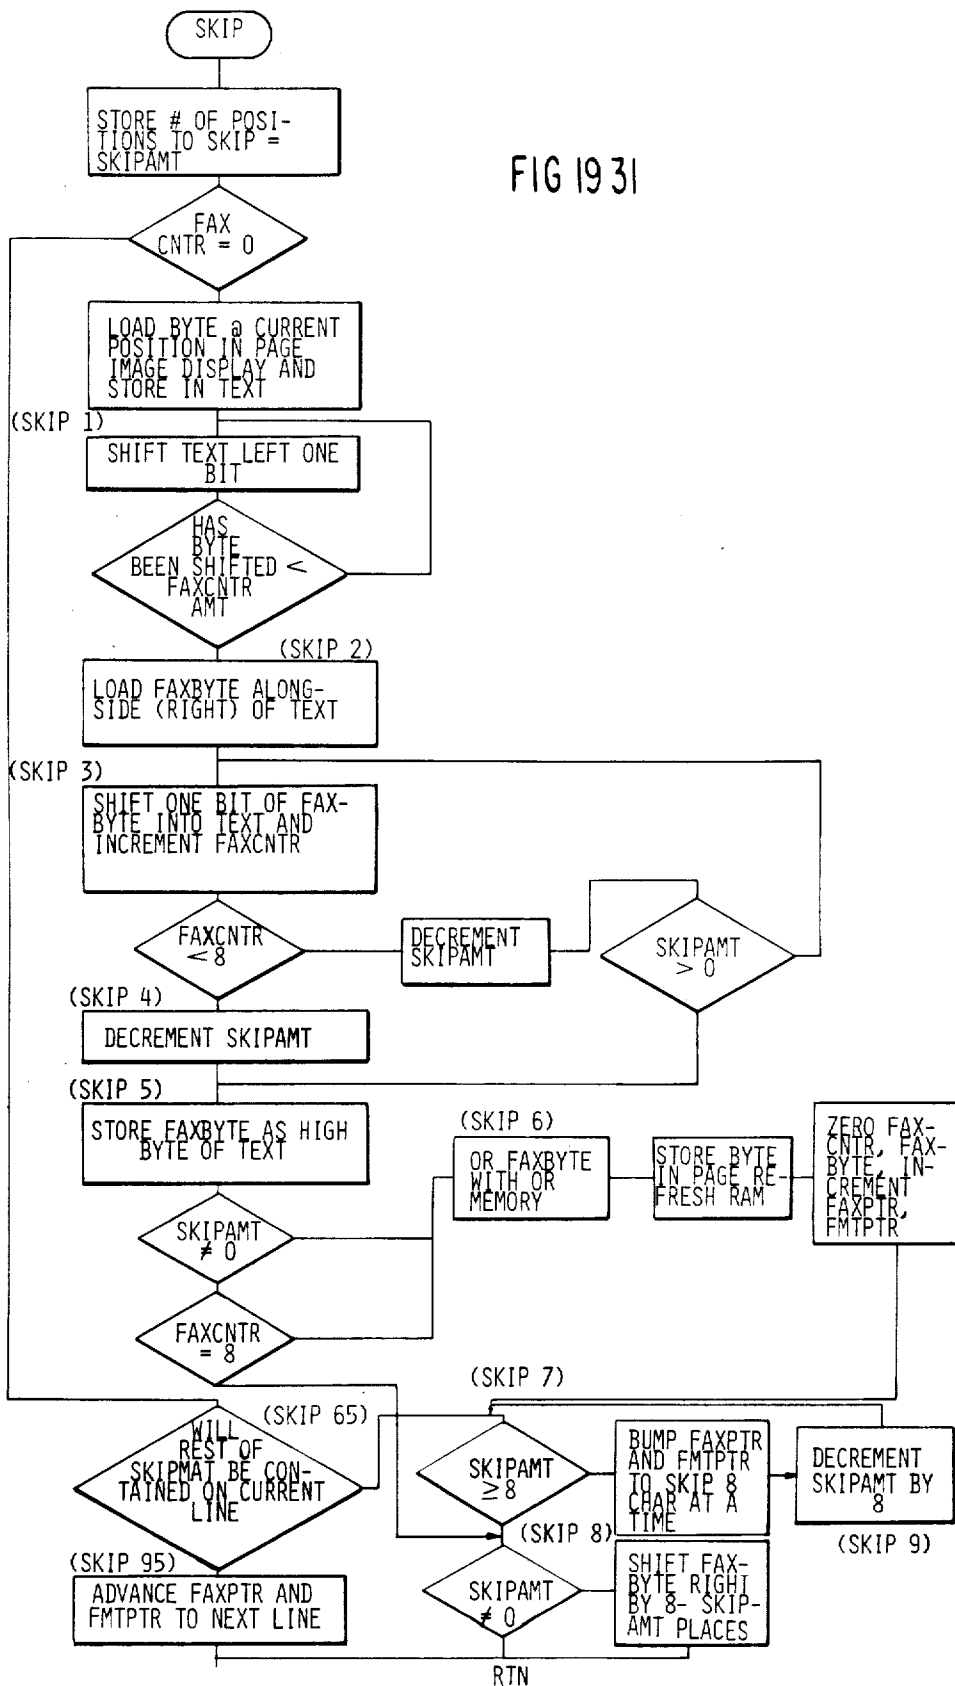 SKIP
STORE # OF POSI-
TIONS TO SKIP =
SKIPAMT
FIG 19 31
FAX
CNTR = 0
LOAD BYTE @ CURRENT
POSITION IN PAGE
IMAGE DISPLAY AND
STORE IN TEXT
(SKIP 1)
SHIFT TEXT LEFT ONE
BIT
HAS
BYTE
BEEN SHIFTED <
FAXCNTR
AMT
(SKIP 2)
LOAD FAXBYTE ALONG-
SIDE (RIGHT) OF TEXT
(SKIP 3)
SHIFT ONE BIT OF FAX-
BYTE INTO TEXT AND
INCREMENT FAXCNTR
FAXCNTR
< 8
DECREMENT
SKIPAMT
SKIPAMT
> 0
(SKIP 4)
DECREMENT SKIPAMT
(SKIP 5)
STORE FAXBYTE AS HIGH
BYTE OF TEXT
(SKIP 6)
OR FAXBYTE
WITH OR
MEMORY
STORE BYTE
IN PAGE RE-
FRESH RAM
ZERO FAX-
CNTR, FAX-
BYTE, IN-
CREMENT
FAXPTR,
FMTPTR
SKIPAMT
≠ 0
FAXCNTR
= 8
(SKIP 7)
(SKIP 65)
WILL
REST OF
SKIPMAT BE CON-
TAINED ON CURRENT
LINE
SKIPAMT
≥ 8
BUMP FAXPTR
AND FMTPTR
TO SKIP 8
CHAR AT A
TIME
DECREMENT
SKIPAMT BY
8
(SKIP 8)
(SKIP 9)
(SKIP 95)
ADVANCE FAXPTR AND
FMTPTR TO NEXT LINE
SKIPAMT
≠ 0
SHIFT FAX-
BYTE RIGHT
BY 8- SKIP-
AMT PLACES
RTN